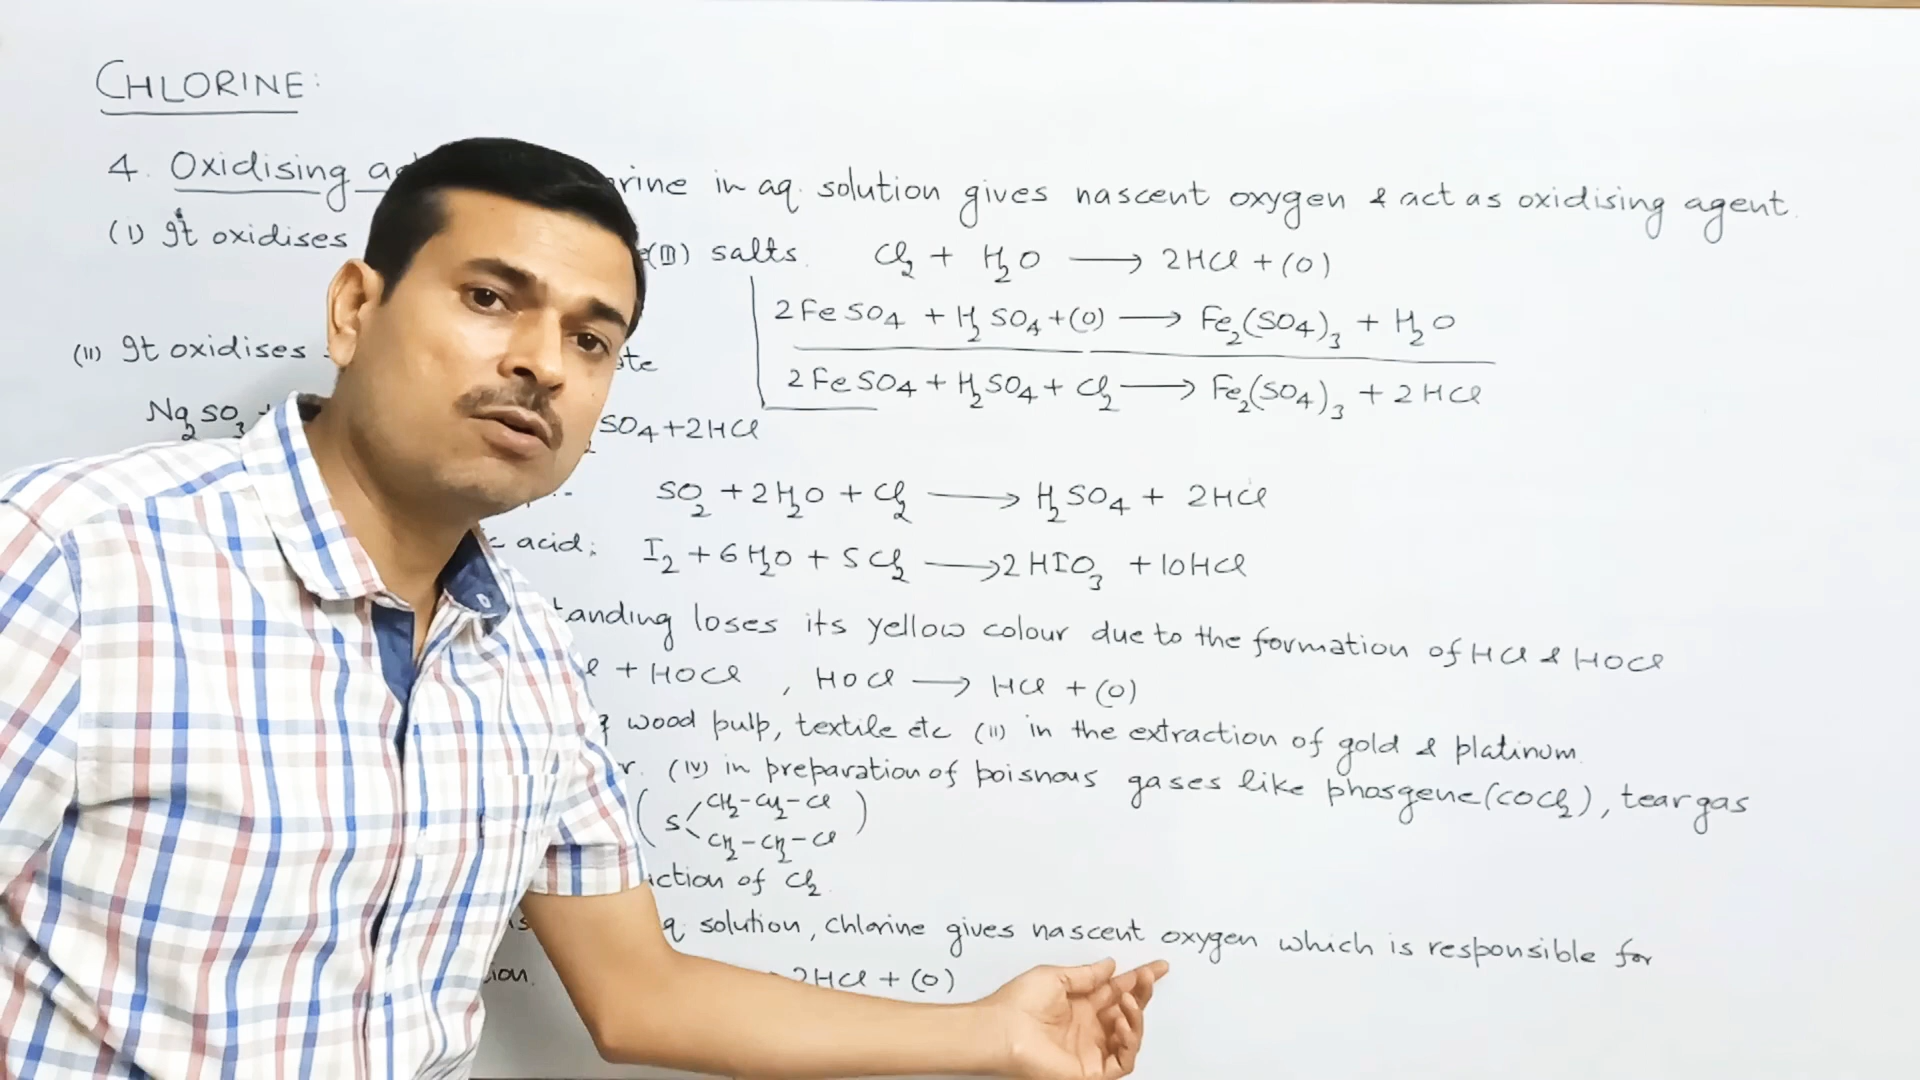 CHLORINE:
4. Oxidising rine in aq. solution gives nascent oxygen & act as oxidising agent.
(i) It oxidises (III) salts. Cl2 + H2O ⟶ 2HCl + (O)
2FeSO4 + H2SO4 + (O) ⟶ Fe2(SO4)3 + H2O
(ii) It oxidises te
2FeSO4 + H2SO4 + Cl2 ⟶ Fe2(SO4)3 + 2HCl
Na2SO3 SO4 + 2HCl
SO2 + 2H2O + Cl2 ⟶ H2SO4 + 2HCl
c acid; I2 + 6H2O + 5Cl2 ⟶ 2HIO3 + 10HCl
tanding loses its yellow colour due to the formation of HCl & HOCl
l + HOCl , HOCl ⟶ HCl + (O)
wood pulp, textile etc (ii) in the extraction of gold & platinum.
r. (iv) in preparation of poisnous gases like phosgene (COCl2), tear gas
(S CH2-CH2-Cl
CH2-CH2-Cl)
ction of Cl2
q solution, chlorine gives nascent oxygen which is responsible for
ion. 2HCl + (O)